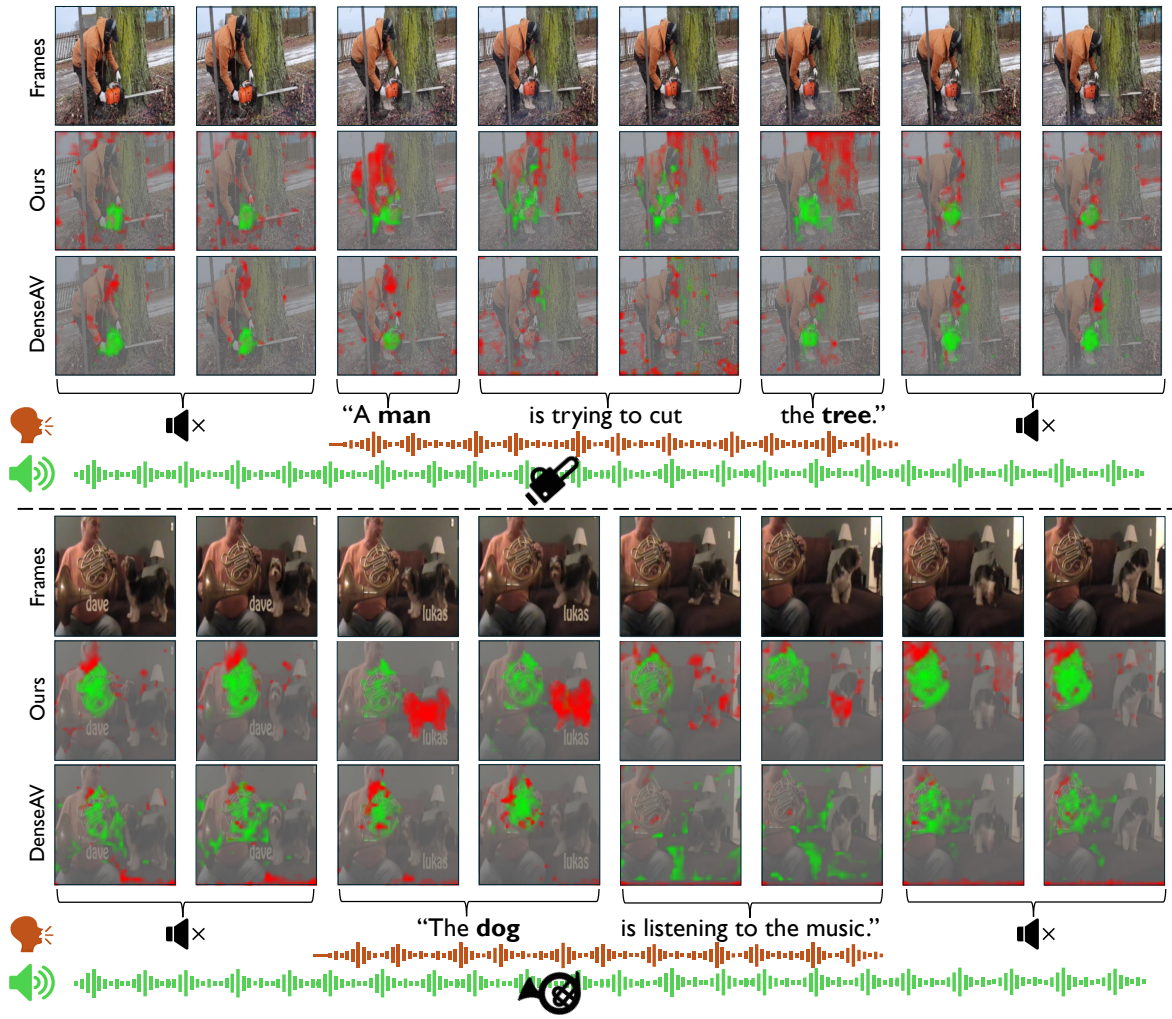 Frames
Ours
DenseAV
“A man is trying to cut the tree.”
Frames
dave dave lukas lukas
Ours
dave dave lukas lukas
DenseAV
dave dave lukas lukas
“The dog is listening to the music.”